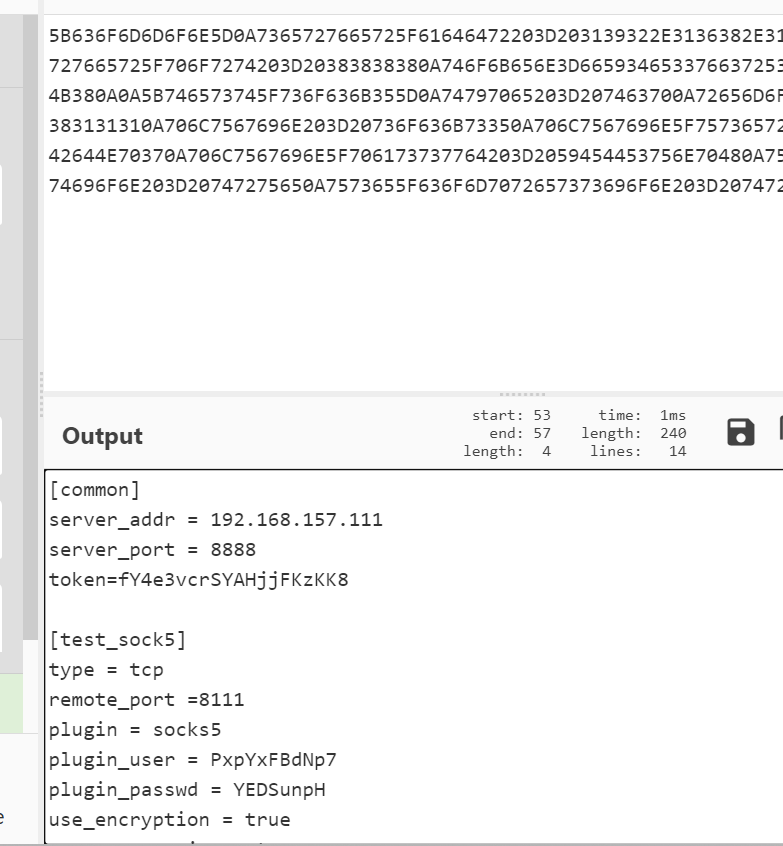 5B636F6D6D6F6E5D0A7365727665725F61646472203D203139322E3136382E31
727665725F706F7274203D20383838380A746F6B656E3D66593465337663725 3
4B380A0A5B746573745F736F636B355D0A74797065203D207463700A72656D6F
383131310A706C7567696E203D20736F636B73350A706C7567696E5F75736572
42644E70370A706C7567696E5F706173737764203D2059454453756E70480A75
74696F6E203D20747275650A7573655F636F6D7072657373696F6E203D207472
Output
start: 53 time: 1ms
end: 57 length: 240
length: 4 lines: 14
[common]
server_addr = 192.168.157.111
server_port = 8888
token=fY4e3vcrSYAHjjFKzKK8
[test_sock5]
type = tcp
remote_port =8111
plugin = socks5
plugin_user = PxpYxFBdNp7
plugin_passwd = YEDSunpH
use_encryption = true
e